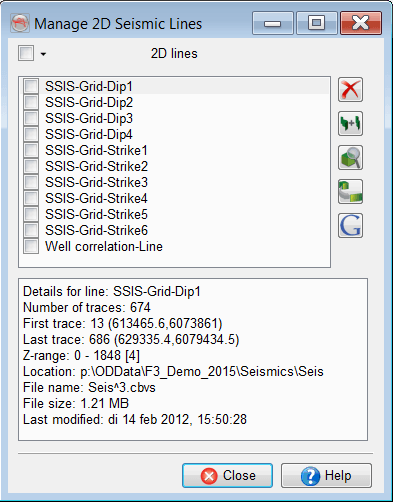 Manage 2D Seismic Lines
2D lines
SSIS-Grid-Dip1
SSIS-Grid-Dip2
SSIS-Grid-Dip3
SSIS-Grid-Dip4
SSIS-Grid-Strike1
SSIS-Grid-Strike2
SSIS-Grid-Strike3
SSIS-Grid-Strike4
SSIS-Grid-Strike5
SSIS-Grid-Strike6
Well correlation-Line
G
Details for line: SSIS-Grid-Dip1
Number of traces: 674
First trace: 13 (613465.6,6073861)
Last trace: 686 (629335.4,6079434.5)
Z-range: 0 - 1848 [4]
Location: p:\ODData\F3_Demo_2015\Seismics\Seis
File name: Seis^3.cbvs
File size: 1.21 MB
Last modified: di 14 feb 2012, 15:50:28
Close
? Help